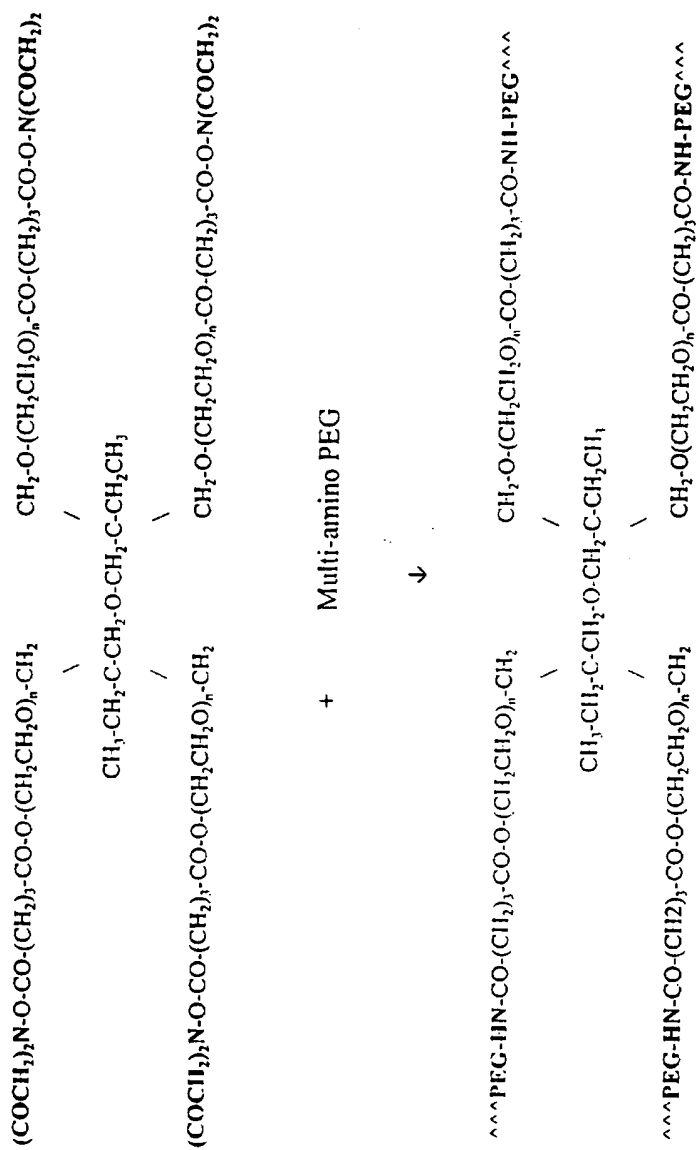 (COCH₂)₂N-O-CO-(CH₂)₃-CO-O-(CH₂CH₂O)ₙ-CH₂ CH₂-O-(CH₂CH₂O)ₙ-CO-(CH₂)₃-CO-O-N(COCH₂)₂
\ /
CH₃-CH₂-C-CH₂-O-CH₂-C-CH₂CH₃
/ \
(COCH₂)₂N-O-CO-(CH₂)₃-CO-O-(CH₂CH₂O)ₙ-CH₂ CH₂-O-(CH₂CH₂O)ₙ-CO-(CH₂)₃-CO-O-N(COCH₂)₂
+ Multi-amino PEG
↓
^^^PEG-HN-CO-(CH₂)₃-CO-O-(CH₂CH₂O)ₙ-CH₂ CH₂-O-(CH₂CH₂O)ₙ-CO-(CH₂)₃-CO-NH-PEG^^^
\ /
CH₃-CH₂-C-CH₂-O-CH₂-C-CH₂CH₃
/ \
^^^PEG-HN-CO-(CH2)₃-CO-O-(CH₂CH₂O)ₙ-CH₂ CH₂-O(CH₂CH₂O)ₙ-CO-(CH₂)₃CO-NH-PEG^^^